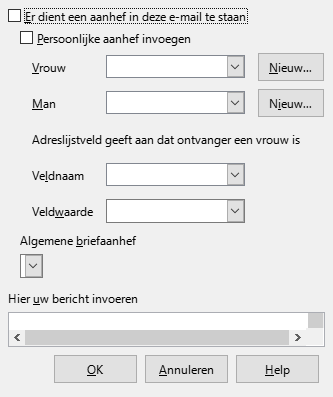 Er dient een aanhef in deze e-mail te staan
Persoonlijke aanhef invoegen
Vrouw Nieuw...
Man Nieuw...
Adreslijstveld geeft aan dat ontvanger een vrouw is
Veldnaam
Veldwaarde
Algemene briefaanhef
Hier uw bericht invoeren
OK Annuleren Help